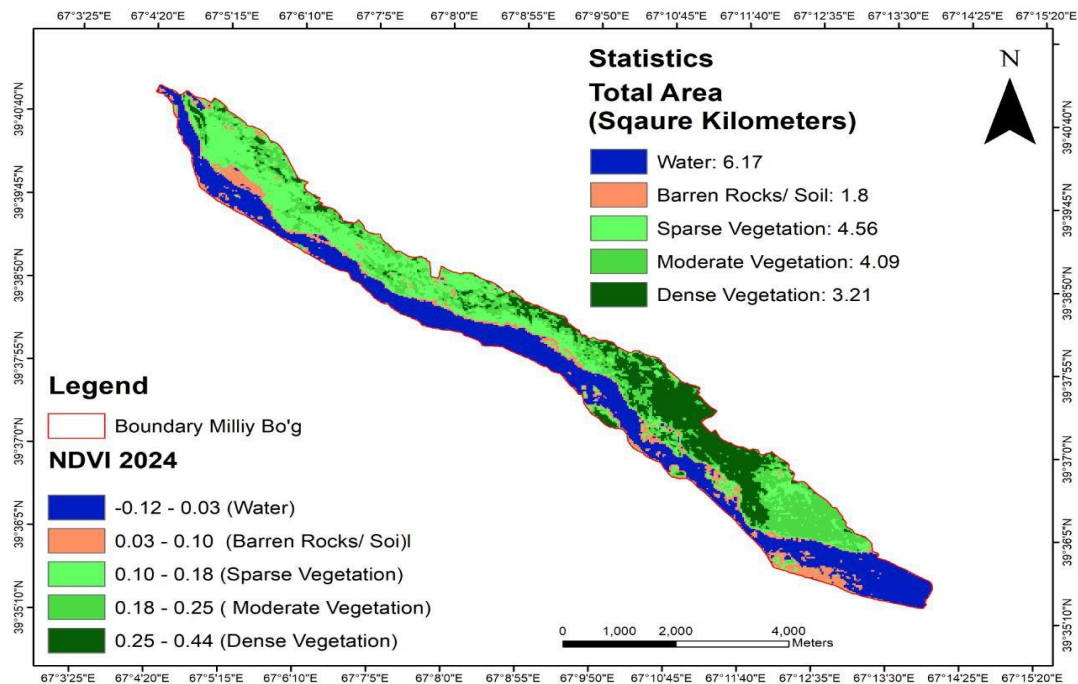 67°3'25"E 67°4'20"E 67°5'15"E 67°6'10"E 67°7'5"E 67°8'0"E 67°8'55"E 67°9'50"E 67°10'45"E 67°11'40"E 67°12'35"E 67°13'30"E 67°14'25"E 67°15'20"E
Statistics
Total Area
(Sqaure Kilometers)
Water: 6.17
Barren Rocks/ Soil: 1.8
Sparse Vegetation: 4.56
Moderate Vegetation: 4.09
Dense Vegetation: 3.21
N
39°40'40"N
39°39'45"N
39°38'50"N
39°37'55"N
39°37'0"N
39°36'5"N
39°35'10"N
39°40'40"N
39°39'45"N
39°38'50"N
39°37'55"N
39°37'0"N
39°36'5"N
39°35'10"N
Legend
Boundary Milliy Bo'g
NDVI 2024
-0.12 - 0.03 (Water)
0.03 - 0.10 (Barren Rocks/ Soi)l
0.10 - 0.18 (Sparse Vegetation)
0.18 - 0.25 ( Moderate Vegetation)
0.25 - 0.44 (Dense Vegetation)
0 1,000 2,000 4,000
Meters
67°3'25"E 67°4'20"E 67°5'15"E 67°6'10"E 67°7'5"E 67°8'0"E 67°8'55"E 67°9'50"E 67°10'45"E 67°11'40"E 67°12'35"E 67°13'30"E 67°14'25"E 67°15'20"E